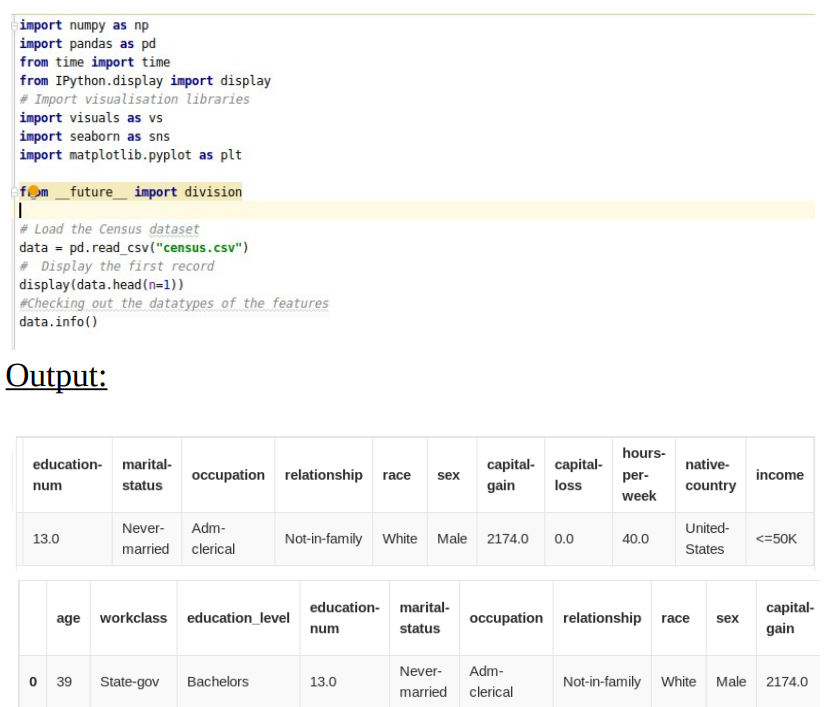 import numpy as np
import pandas as pd
from time import time
from IPython.display import display
# Import visualisation libraries
import visuals as vs
import seaborn as sns
import matplotlib.pyplot as plt
from __future__ import division
# Load the Census dataset
data = pd.read_csv("census.csv")
#  Display the first record
display(data.head(n=1))
#Checking out the datatypes of the features
data.info()
Output:
education-num marital-status occupation relationship race sex capital-gain capital-loss hours-per-week native-country income
13.0 Never-married Adm-clerical Not-in-family White Male 2174.0 0.0 40.0 United-States <=50K
age workclass education_level education-num marital-status occupation relationship race sex capital-gain
0 39 State-gov Bachelors 13.0 Never-married Adm-clerical Not-in-family White Male 2174.0